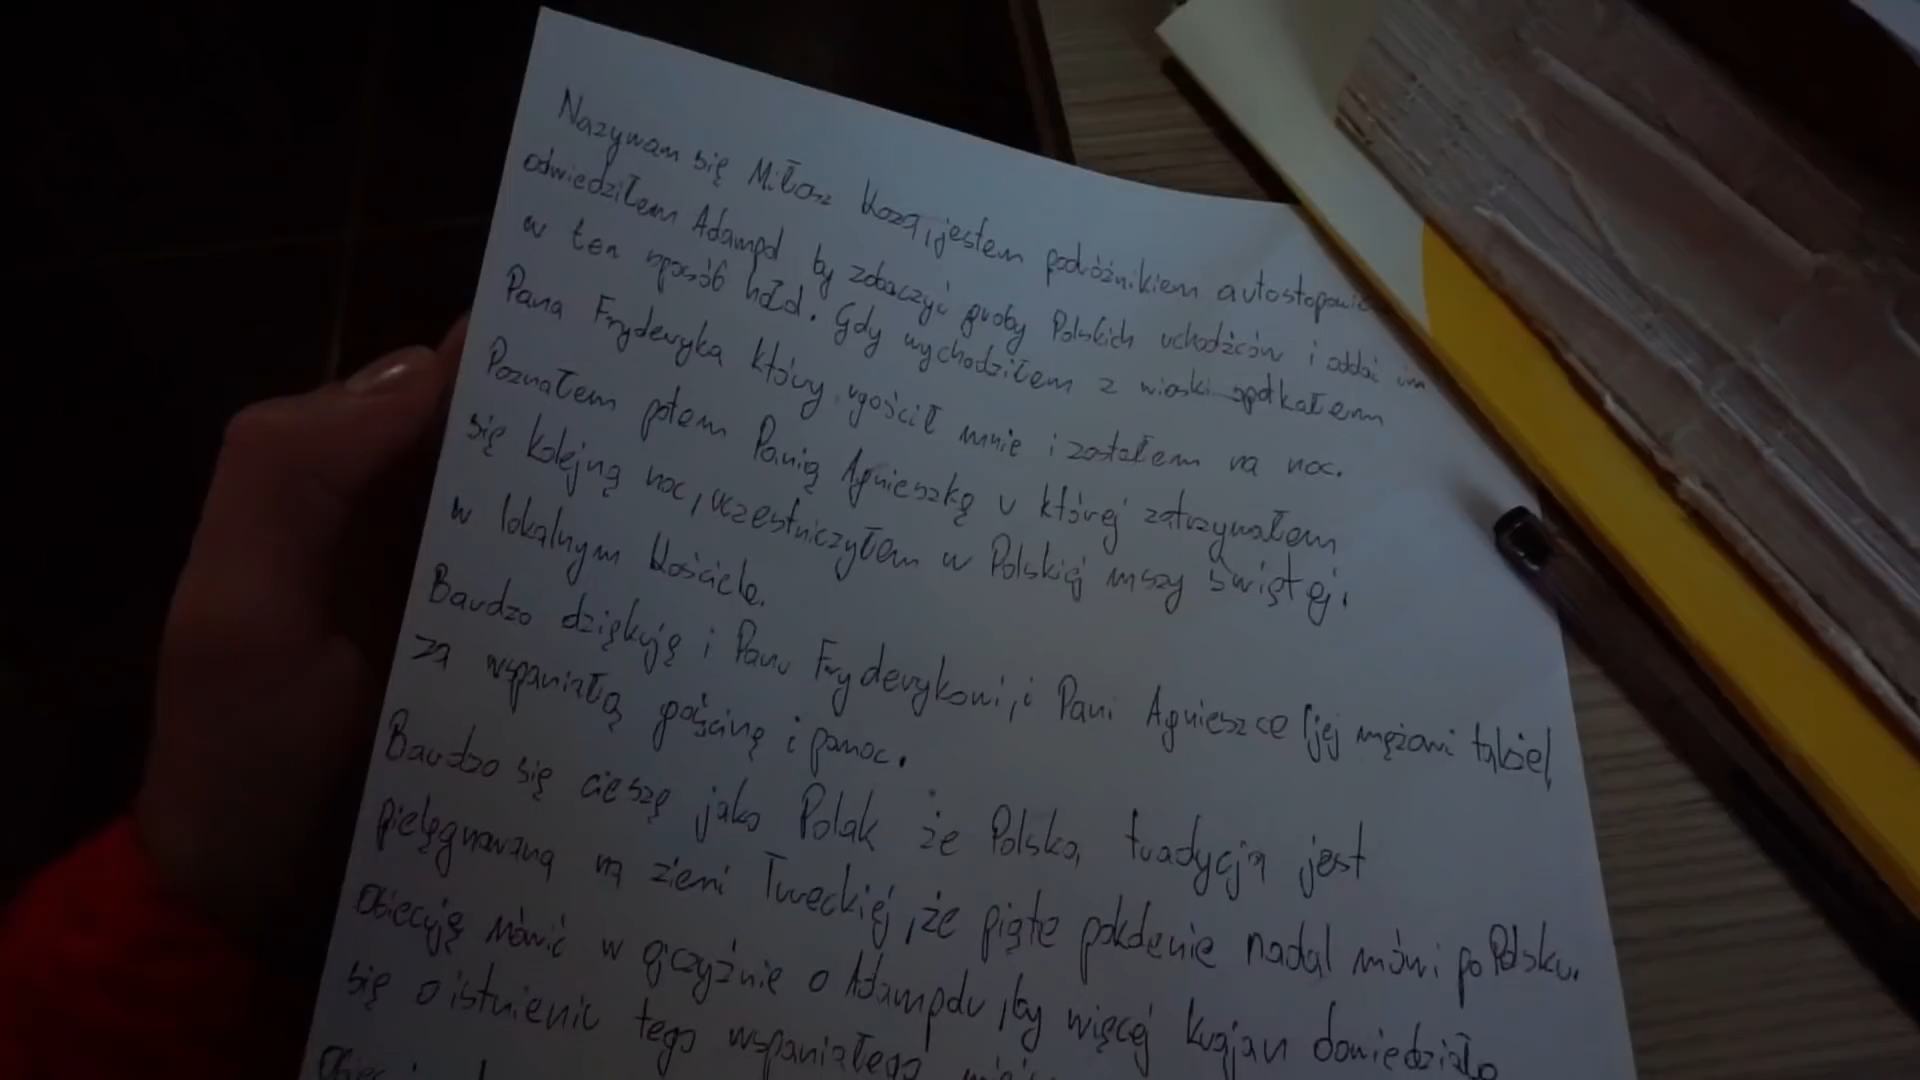 Nazywam się Miłosz Koza, jestem podróżnikiem
odwiedziłem Adampol by zobaczyć groby Polskich uchodźców i oddać im
w ten sposób hołd. Gdy wychodziłem z wioski spotkałem
Pana Fryderyka który ugościł mnie i zostałem na noc.
Poznałem potem Panią Agnieszkę u której zatrzymałem
się kolejną noc, uczestniczyłem w Polskiej mszy świętej
w lokalnym kościele.
Bardzo dziękuję i Panu Fryderykowi, i Pani Agnieszce (jej mężowi także)
za wspaniałą gościnę i pomoc.
Bardzo się cieszę jako Polak że Polska tradycja jest
pielęgnowaną na ziemi Tureckiej, że piąte pokolenie nadal mówi po Polsku.
Obiecuję mówić w ojczyźnie o Adampolu, by więcej krajan dowiedziało
się o istnieniu tego wspaniałego